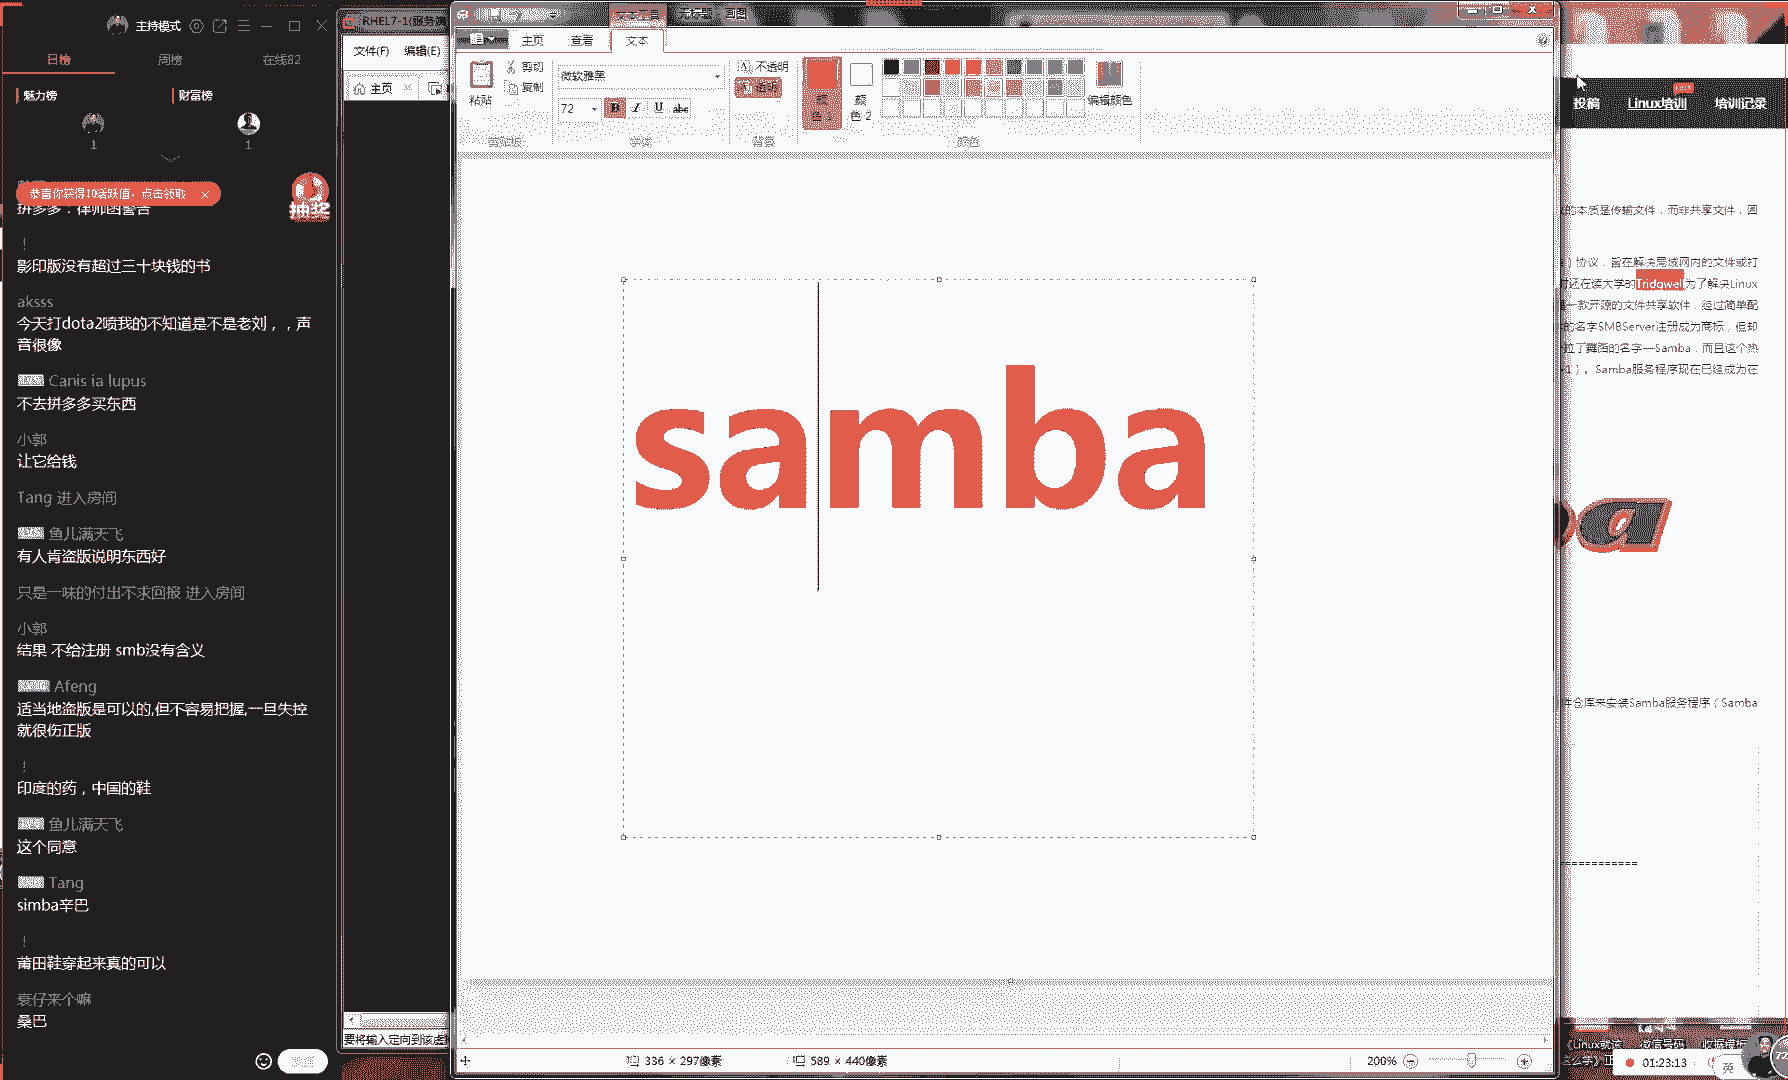 主持模式
日榜
周榜
在线82
魅力榜
财富榜
1
1
恭喜你获得10活跃值，点击领取
抽奖
拼多多：律师函警告
!
影印版没有超过三十块钱的书
aksss
今天打dota2喷我的不知道是不是老刘，，声
音很像
Canis ia lupus
不去拼多多买东西
小郭
让它给钱
Tang 进入房间
鱼儿满天飞
有人肯盗版说明东西好
只是一味的付出不求回报 进入房间
小郭
结果 不给注册 smb没有含义
Afeng
适当地盗版是可以的,但不容易把握,一旦失控
就很伤正版
!
印度的药，中国的鞋
鱼儿满天飞
这个同意
Tang
simba辛巴
!
莆田鞋穿起来真的可以
袁仔来个嘛
桑巴
RHEL7-1(服务
文件(F)
编辑(E)
主页
要将输入定向到该虚
主页
查看
文本
粘贴
剪切
复制
剪贴板
微软雅黑
72
B
I
U
abc
字体
不透明
透明
背景
颜
色 1
颜
色 2
编辑颜色
颜色
samba
336 × 297像素
589 × 440像素
200%
投稿
Linux培训
培训记录
的本质是传输文件，而非共享文件，因
）协议，旨在解决局域网内的文件或打
还在读大学的Tridgwell为了解决Linux
一款开源的文件共享软件，经过简单配
的名字SMBServer注册成为商标，但却
拉丁舞蹈的名字—Samba，而且这个热
Samba服务程序现在已经成为在
a
件仓库来安装Samba服务程序（Samba
===========
01:23:13
英
72